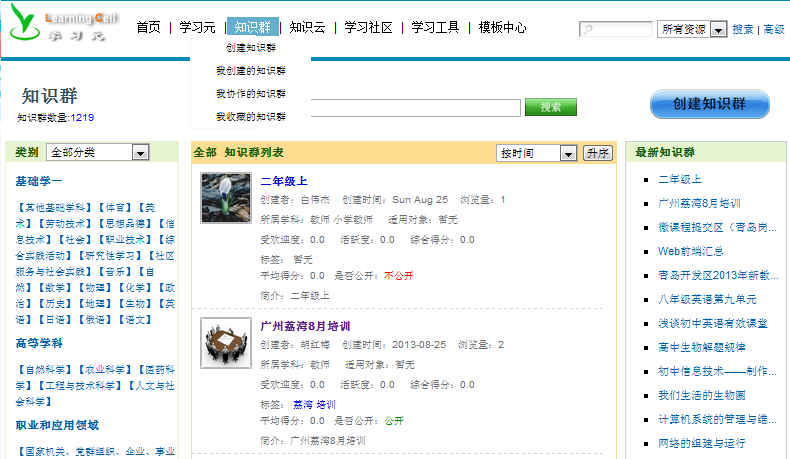 Learning Cell
学习元
首页 | 学习元 | 知识群 | 知识云 | 学习社区 | 学习工具 | 模板中心
所有资源 搜索 | 高级
创建知识群
我创建的知识群
我协作的知识群
我收藏的知识群
知识群
知识群数量:1219
搜索
创建知识群
类别 全部分类
基础学一
【其他基础学科】【体育】【美
术】【劳动技术】【思想品德】【信
息技术】【社会】【职业技术】【综
合实践活动】【研究性学习】【社区
服务与社会实践】【音乐】【自
然】【数学】【物理】【化学】【政
治】【历史】【地理】【生物】【英
语】【日语】【俄语】【语文】
高等学科
【自然科学】【农业科学】【医药科
学】【工程与技术科学】【人文与社
会科学】
职业和应用领域
【国家机关、党群组织、企业、事业
全部 知识群列表 按时间 升序
二年级上
创建者：白伟杰 创建时间：Sun Aug 25 浏览量：1
所属学科：教师 小学教师 适用对象：暂无
受欢迎度：0.0 活跃度：0.0 综合得分：0.0
标签： 暂无
平均得分：0.0 是否公开：不公开
简介：二年级上
广州荔湾8月培训
创建者：胡红梅 创建时间：2013-08-25 浏览量：2
所属学科：教师 适用对象：暂无
受欢迎度：0.0 活跃度：0.0 综合得分：0.0
标签： 荔湾 培训
平均得分：0.0 是否公开：公开
简介：广州荔湾8月培训
最新知识群
二年级上
广州荔湾8月培训
微课程提交区（青岛岗...
Web前端汇总
青岛开发区2013年新教...
八年级英语第九单元
浅谈初中英语有效课堂
高中生物解题规律
初中信息技术——制作...
我们生活的生物圈
计算机系统的管理与维...
网络的组建与运行